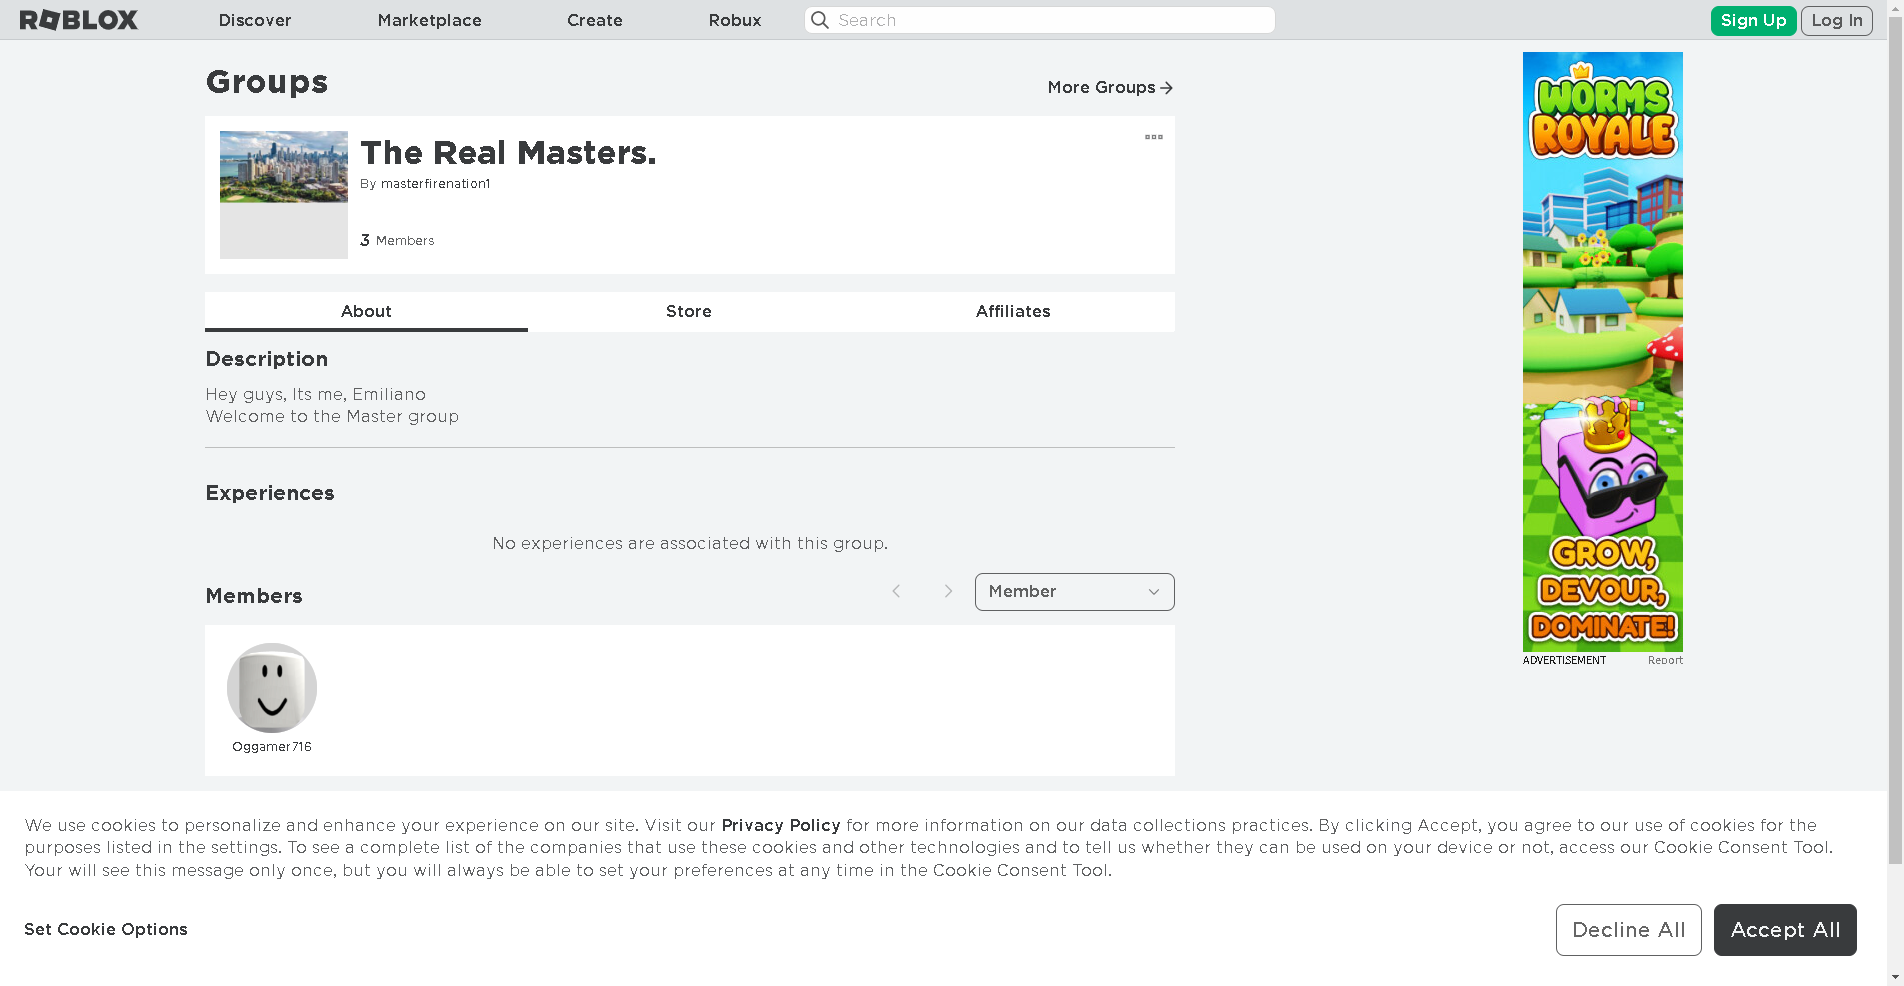 ROBLOX
Discover
Marketplace
Create
Robux
Search
Sign Up
Log In
Groups
More Groups
The Real Masters.
By masterfirenation1
3 Members
About
Store
Affiliates
Description
Hey guys, Its me, Emiliano
Welcome to the Master group
Experiences
No experiences are associated with this group.
Members
Member
Oggamer716
WORMS
ROYALE
GROW,
DEVOUR,
DOMINATE!
ADVERTISEMENT
Report
We use cookies to personalize and enhance your experience on our site. Visit our Privacy Policy for more information on our data collections practices. By clicking Accept, you agree to our use of cookies for the
purposes listed in the settings. To see a complete list of the companies that use these cookies and other technologies and to tell us whether they can be used on your device or not, access our Cookie Consent Tool.
Your will see this message only once, but you will always be able to set your preferences at any time in the Cookie Consent Tool.
Set Cookie Options
Decline All
Accept All